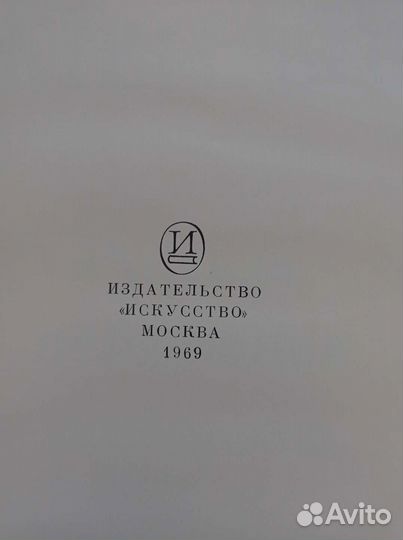 И
ИЗДАТЕЛЬСТВО
«ИСКУССТВО»
МОСКВА
1969
Avito